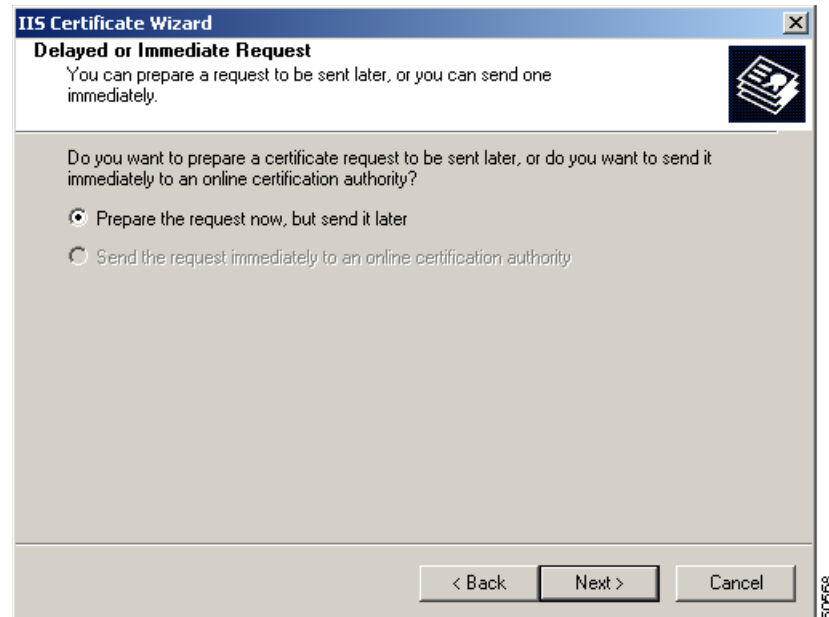 IIS Certificate Wizard
Delayed or Immediate Request
You can prepare a request to be sent later, or you can send one
immediately.
Do you want to prepare a certificate request to be sent later, or do you want to send it
immediately to an online certification authority?
Prepare the request now, but send it later
Send the request immediately to an online certification authority
< Back
Next >
Cancel